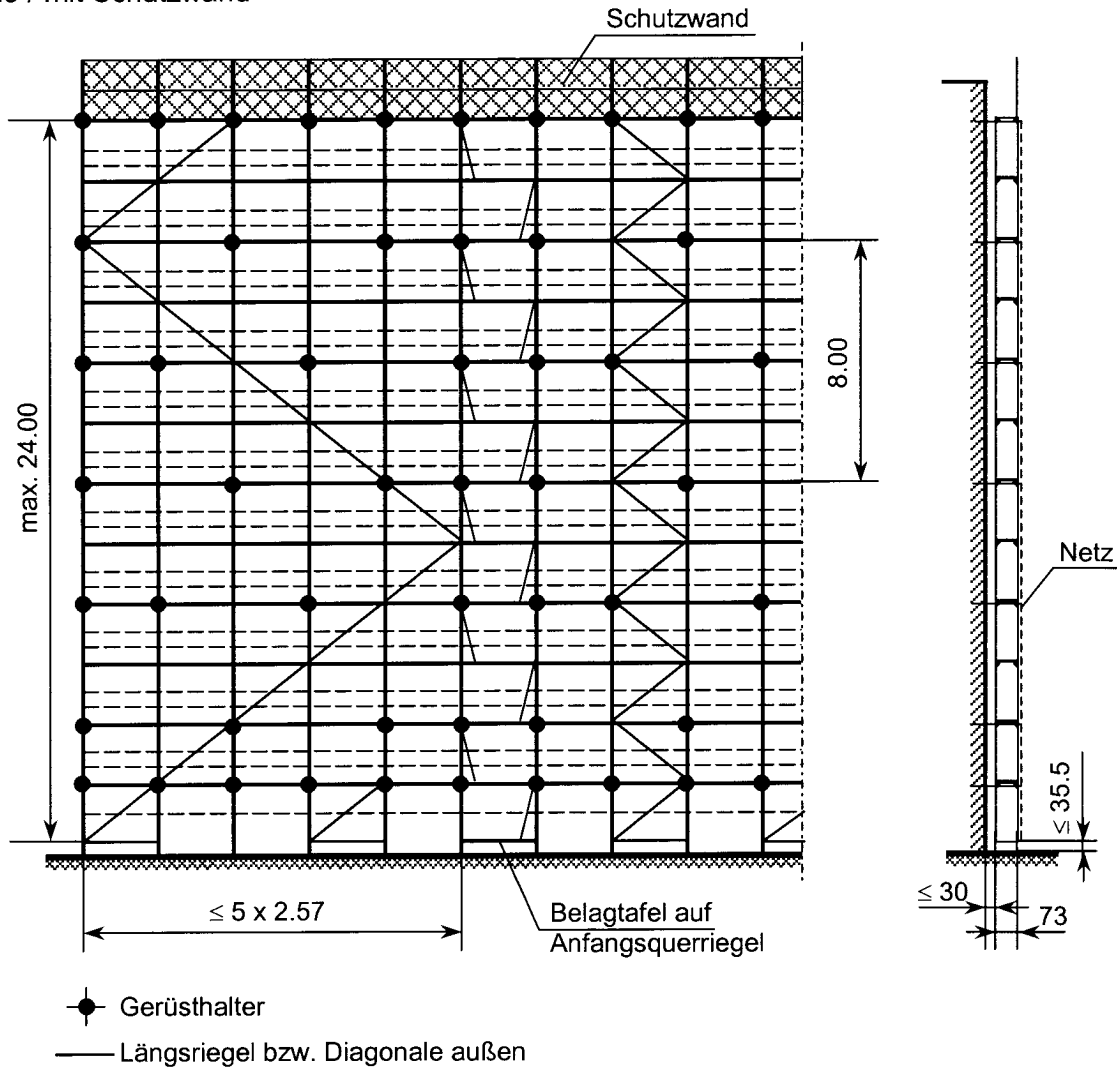 mit Schutzwand
Schutzwand
max. 24.00
8.00
Netz
≤ 35.5
≤ 30
73
≤ 5 x 2.57
Belagtafel auf
Anfangsquerriegel
Gerüsthalter
Längsriegel bzw. Diagonale außen